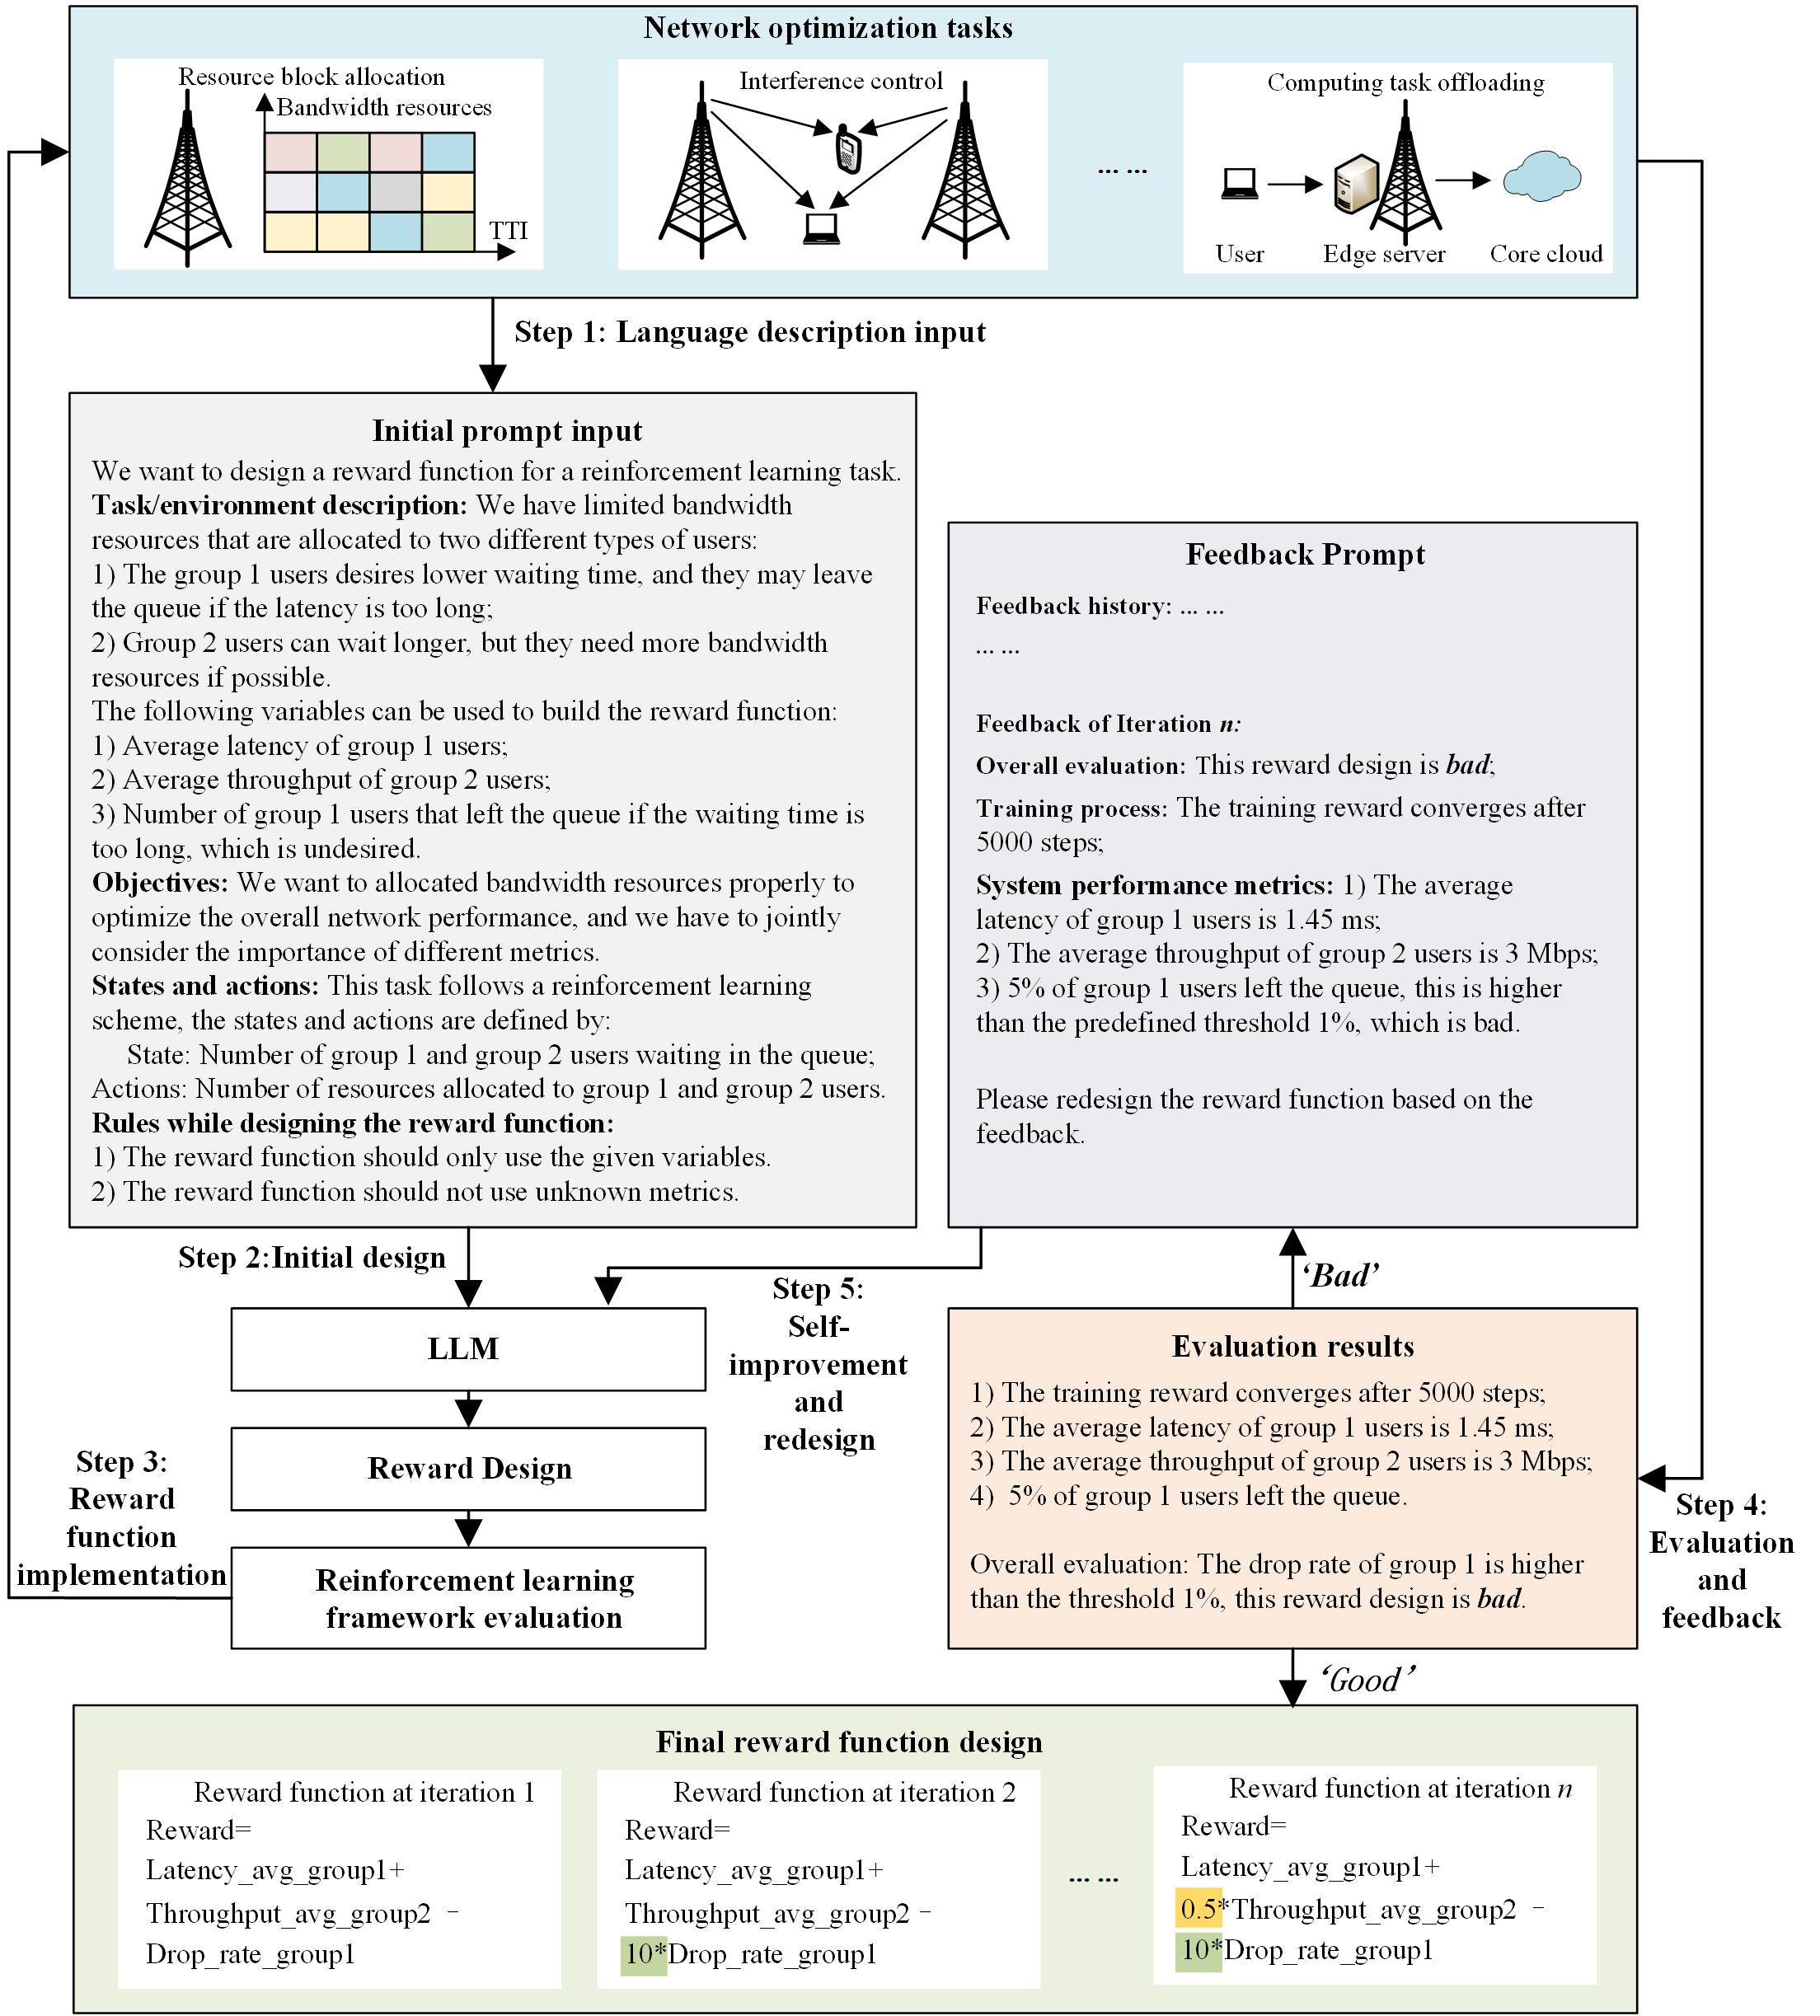 Network optimization tasks
Resource block allocation
Bandwidth resources
TTI
Interference control
... ...
Computing task offloading
User
Edge server
Core cloud
Step 1: Language description input
Initial prompt input
We want to design a reward function for a reinforcement learning task.
Task/environment description: We have limited bandwidth
resources that are allocated to two different types of users:
1) The group 1 users desires lower waiting time, and they may leave
the queue if the latency is too long;
2) Group 2 users can wait longer, but they need more bandwidth
resources if possible.
The following variables can be used to build the reward function:
1) Average latency of group 1 users;
2) Average throughput of group 2 users;
3) Number of group 1 users that left the queue if the waiting time is
too long, which is undesired.
Objectives: We want to allocated bandwidth resources properly to
optimize the overall network performance, and we have to jointly
consider the importance of different metrics.
States and actions: This task follows a reinforcement learning
scheme, the states and actions are defined by:
State: Number of group 1 and group 2 users waiting in the queue;
Actions: Number of resources allocated to group 1 and group 2 users.
Rules while designing the reward function:
1) The reward function should only use the given variables.
2) The reward function should not use unknown metrics.
Feedback Prompt
Feedback history: ... ...
... ...
Feedback of Iteration n:
Overall evaluation: This reward design is bad;
Training process: The training reward converges after
5000 steps;
System performance metrics: 1) The average
latency of group 1 users is 1.45 ms;
2) The average throughput of group 2 users is 3 Mbps;
3) 5% of group 1 users left the queue, this is higher
than the predefined threshold 1%, which is bad.
Please redesign the reward function based on the
feedback.
Step 2:Initial design
LLM
Reward Design
Reinforcement learning
framework evaluation
Step 3:
Reward
function
implementation
Step 5:
Self-
improvement
and
redesign
‘Bad’
Evaluation results
1) The training reward converges after 5000 steps;
2) The average latency of group 1 users is 1.45 ms;
3) The average throughput of group 2 users is 3 Mbps;
4) 5% of group 1 users left the queue.
Overall evaluation: The drop rate of group 1 is higher
than the threshold 1%, this reward design is bad.
Step 4:
Evaluation
and
feedback
‘Good’
Final reward function design
Reward function at iteration 1
Reward=
Latency_avg_group1+
Throughput_avg_group2 −
Drop_rate_group1
Reward function at iteration 2
Reward=
Latency_avg_group1+
Throughput_avg_group2 −
10*Drop_rate_group1
... ...
Reward function at iteration n
Reward=
Latency_avg_group1+
0.5*Throughput_avg_group2 −
10*Drop_rate_group1